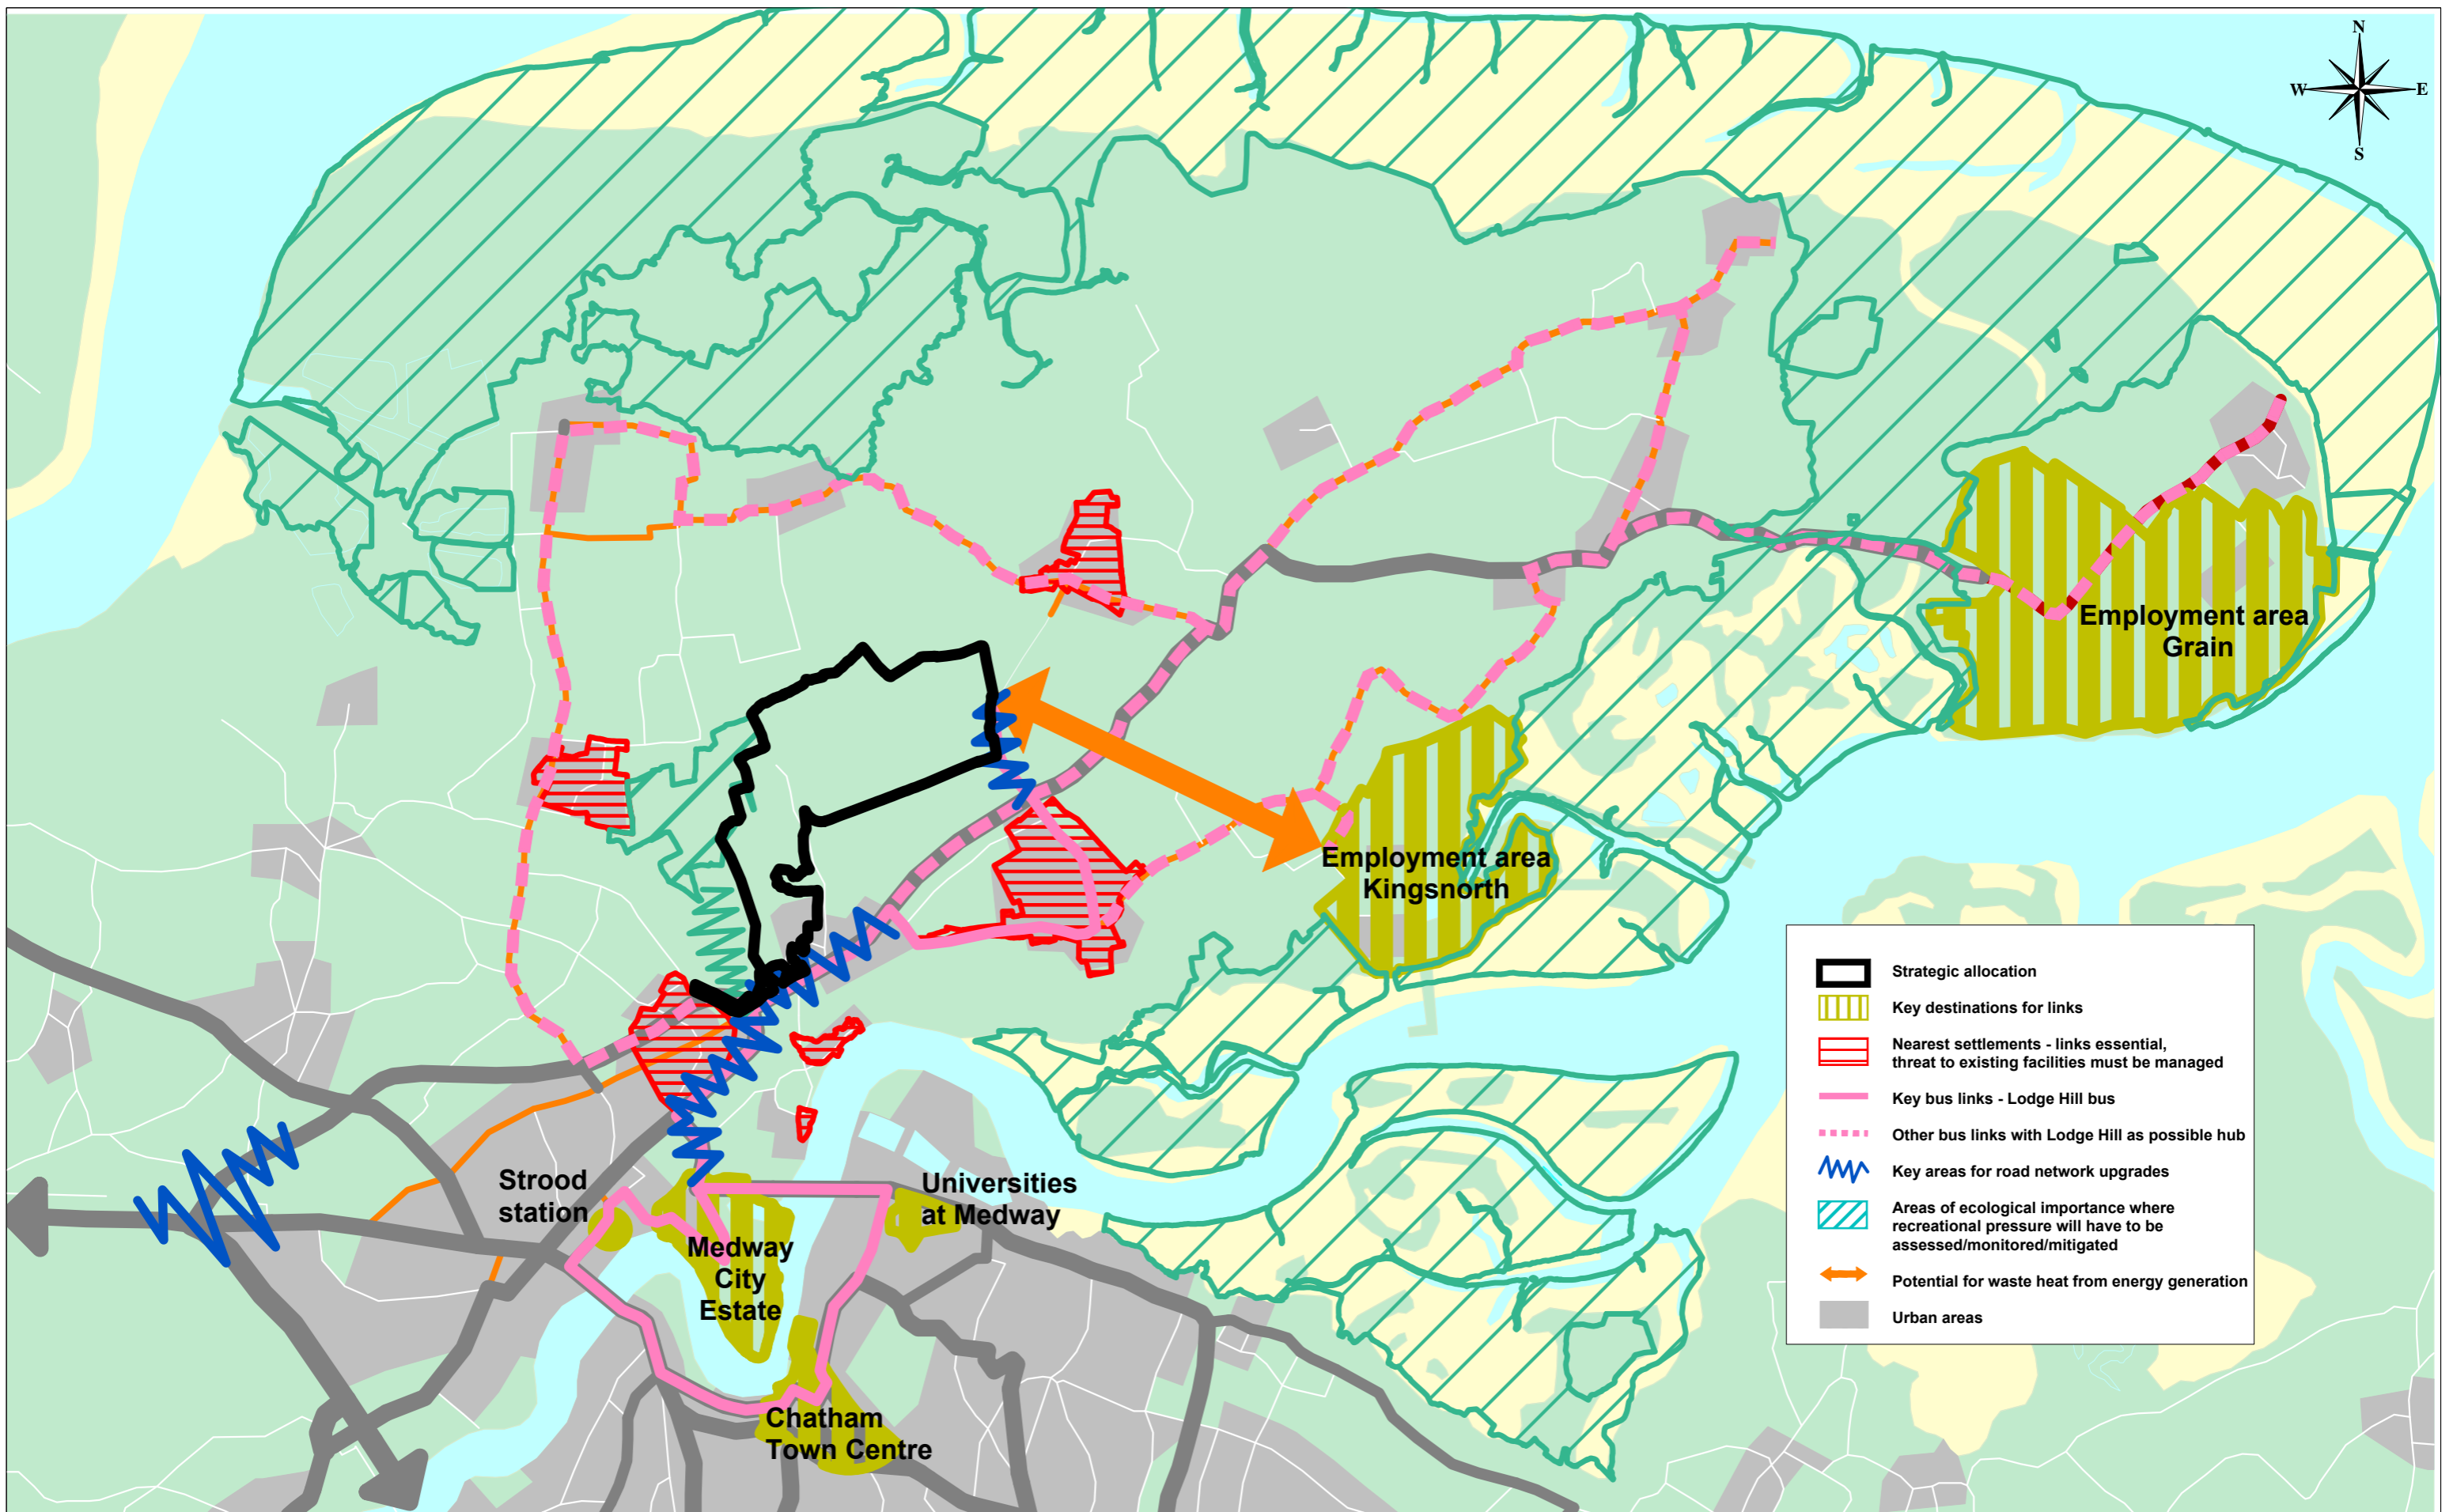 N
W
E
S
Employment area
Grain
Employment area
Kingsnorth
Strood
station
Universities
at Medway
Medway
City
Estate
Chatham
Town Centre
Strategic allocation
Key destinations for links
Nearest settlements - links essential,
threat to existing facilities must be managed
Key bus links - Lodge Hill bus
Other bus links with Lodge Hill as possible hub
Key areas for road network upgrades
Areas of ecological importance where
recreational pressure will have to be
assessed/monitored/mitigated
Potential for waste heat from energy generation
Urban areas